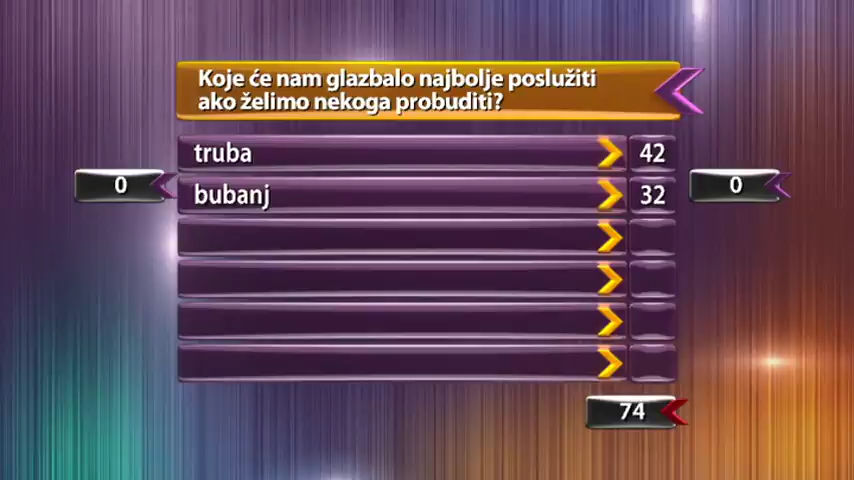 Koje će nam glazbalo najbolje poslužiti
ako želimo nekoga probuditi?
truba 42
0
bubanj 32
0
74